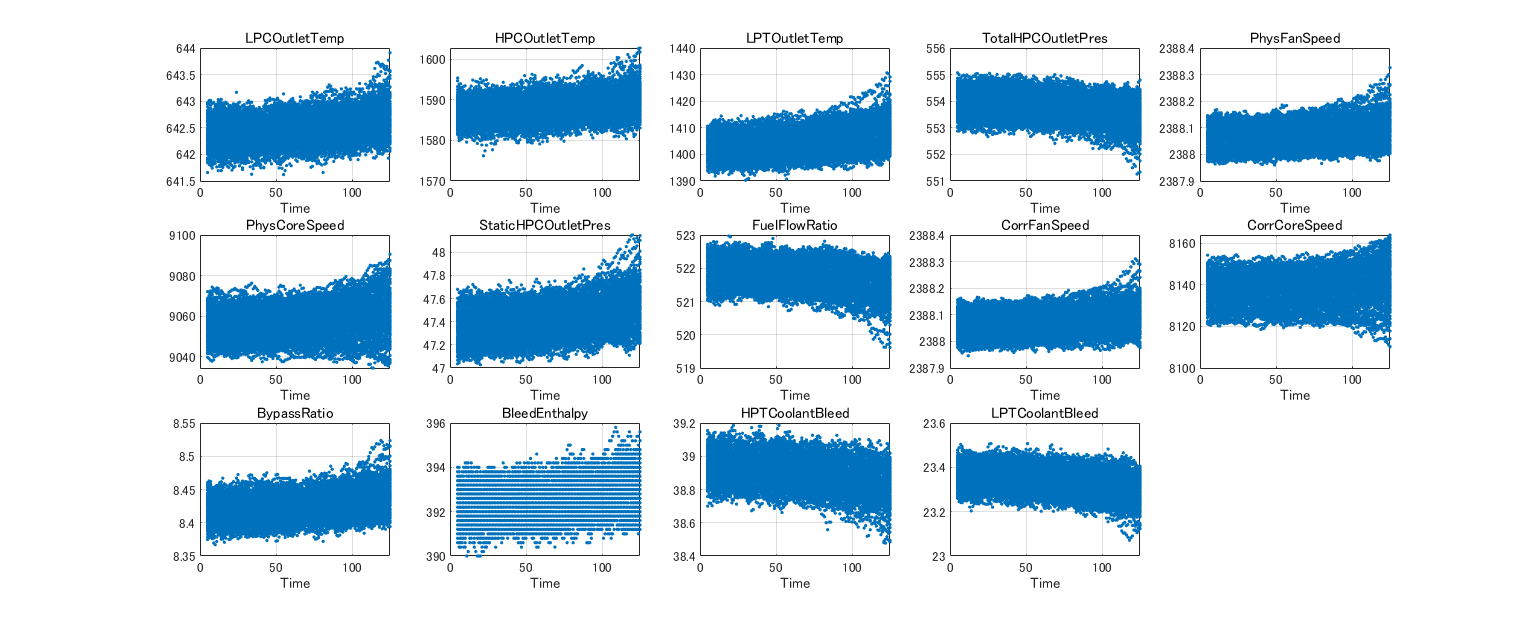 LPCOutletTemp
644
643.5
643
642.5
642
641.5
0 50 100
Time
HPCOutletTemp
1600
1590
1580
1570
0 50 100
Time
LPTOutletTemp
1440
1430
1420
1410
1400
1390
0 50 100
Time
TotalHPCOutletPres
556
555
554
553
552
551
0 50 100
Time
PhysFanSpeed
2388.4
2388.3
2388.2
2388.1
2388
2387.9
0 50 100
Time
PhysCoreSpeed
9100
9080
9060
9040
0 50 100
Time
StaticHPCOutletPres
48
47.8
47.6
47.4
47.2
47
0 50 100
Time
FuelFlowRatio
523
522
521
520
519
0 50 100
Time
CorrFanSpeed
2388.4
2388.3
2388.2
2388.1
2388
2387.9
0 50 100
Time
CorrCoreSpeed
8160
8140
8120
8100
0 50 100
Time
BypassRatio
8.55
8.5
8.45
8.4
8.35
0 50 100
Time
BleedEnthalpy
396
394
392
390
0 50 100
Time
HPTCoolantBleed
39.2
39
38.8
38.6
38.4
0 50 100
Time
LPTCoolantBleed
23.6
23.4
23.2
23
0 50 100
Time